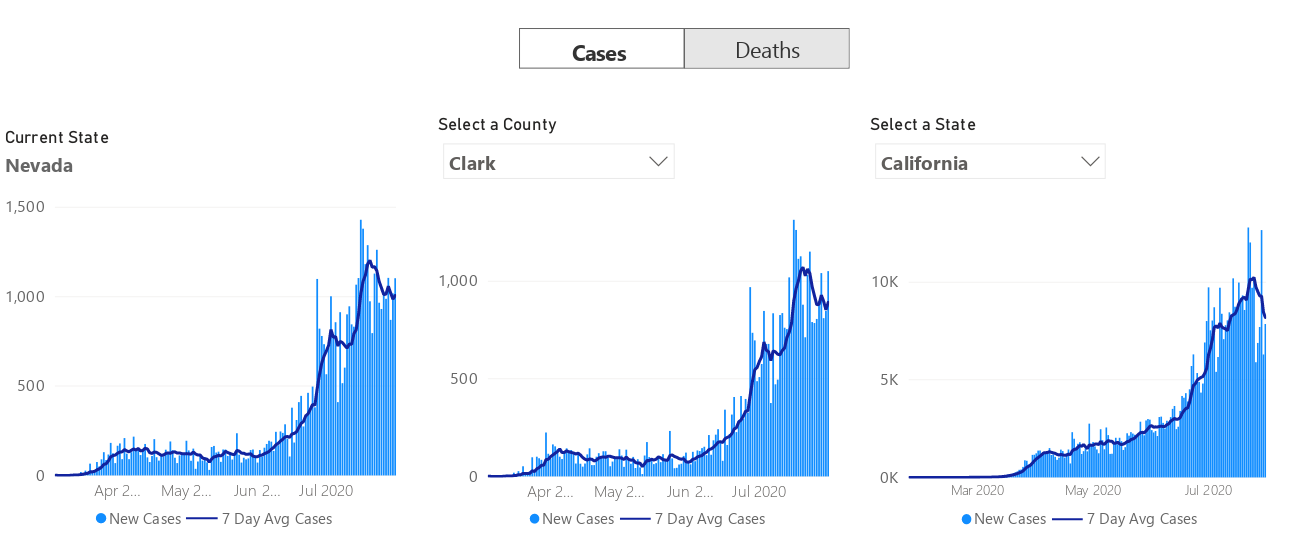 Cases Deaths
Current State
Nevada
1,500
1,000
500
0
Apr 2... May 2... Jun 2... Jul 2020
New Cases 7 Day Avg Cases
Select a County
Clark
1,000
500
0
Apr 2... May 2... Jun 2... Jul 2020
New Cases 7 Day Avg Cases
Select a State
California
10K
5K
0K
Mar 2020 May 2020 Jul 2020
New Cases 7 Day Avg Cases